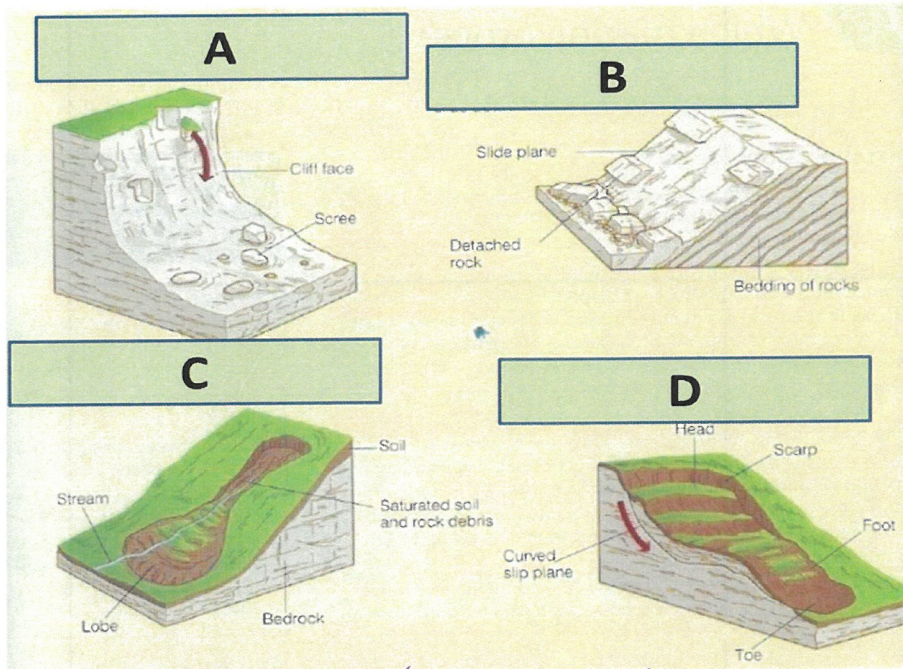 A
B
Cliff face
Scree
Slide plane
Detached
rock
Bedding of rocks
C
D
Stream
Soil
Saturated soil
and rock debris
Lobe
Bedrock
Head
Scarp
Curved
slip plane
Foot
Toe